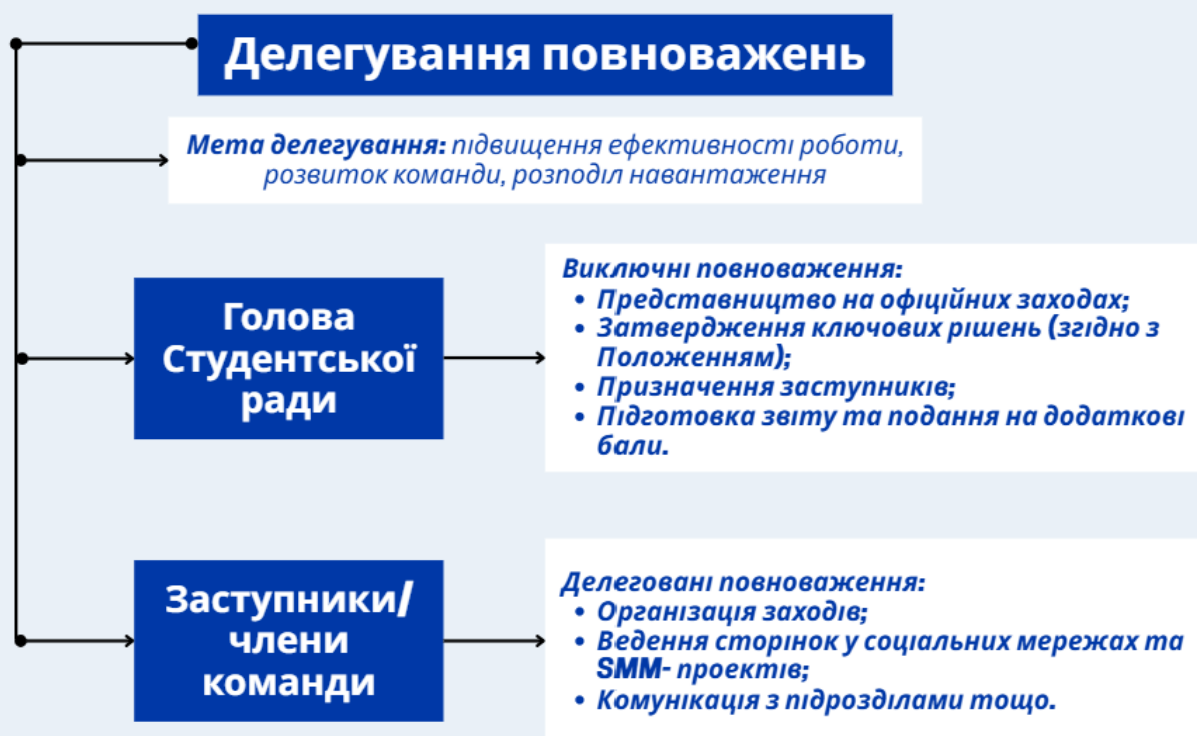 Делегування повноважень
Мета делегування: підвищення ефективності роботи,
розвиток команди, розподіл навантаження
Голова
Студентської
ради
Виключні повноваження:
• Представництво на офіційних заходах;
• Затвердження ключових рішень (згідно з
Положенням);
• Призначення заступників;
• Підготовка звіту та подання на додаткові
бали.
Заступники/
члени
команди
Делеговані повноваження:
• Організація заходів;
• Ведення сторінок у соціальних мережах та
SMM- проектів;
• Комунікація з підрозділами тощо.